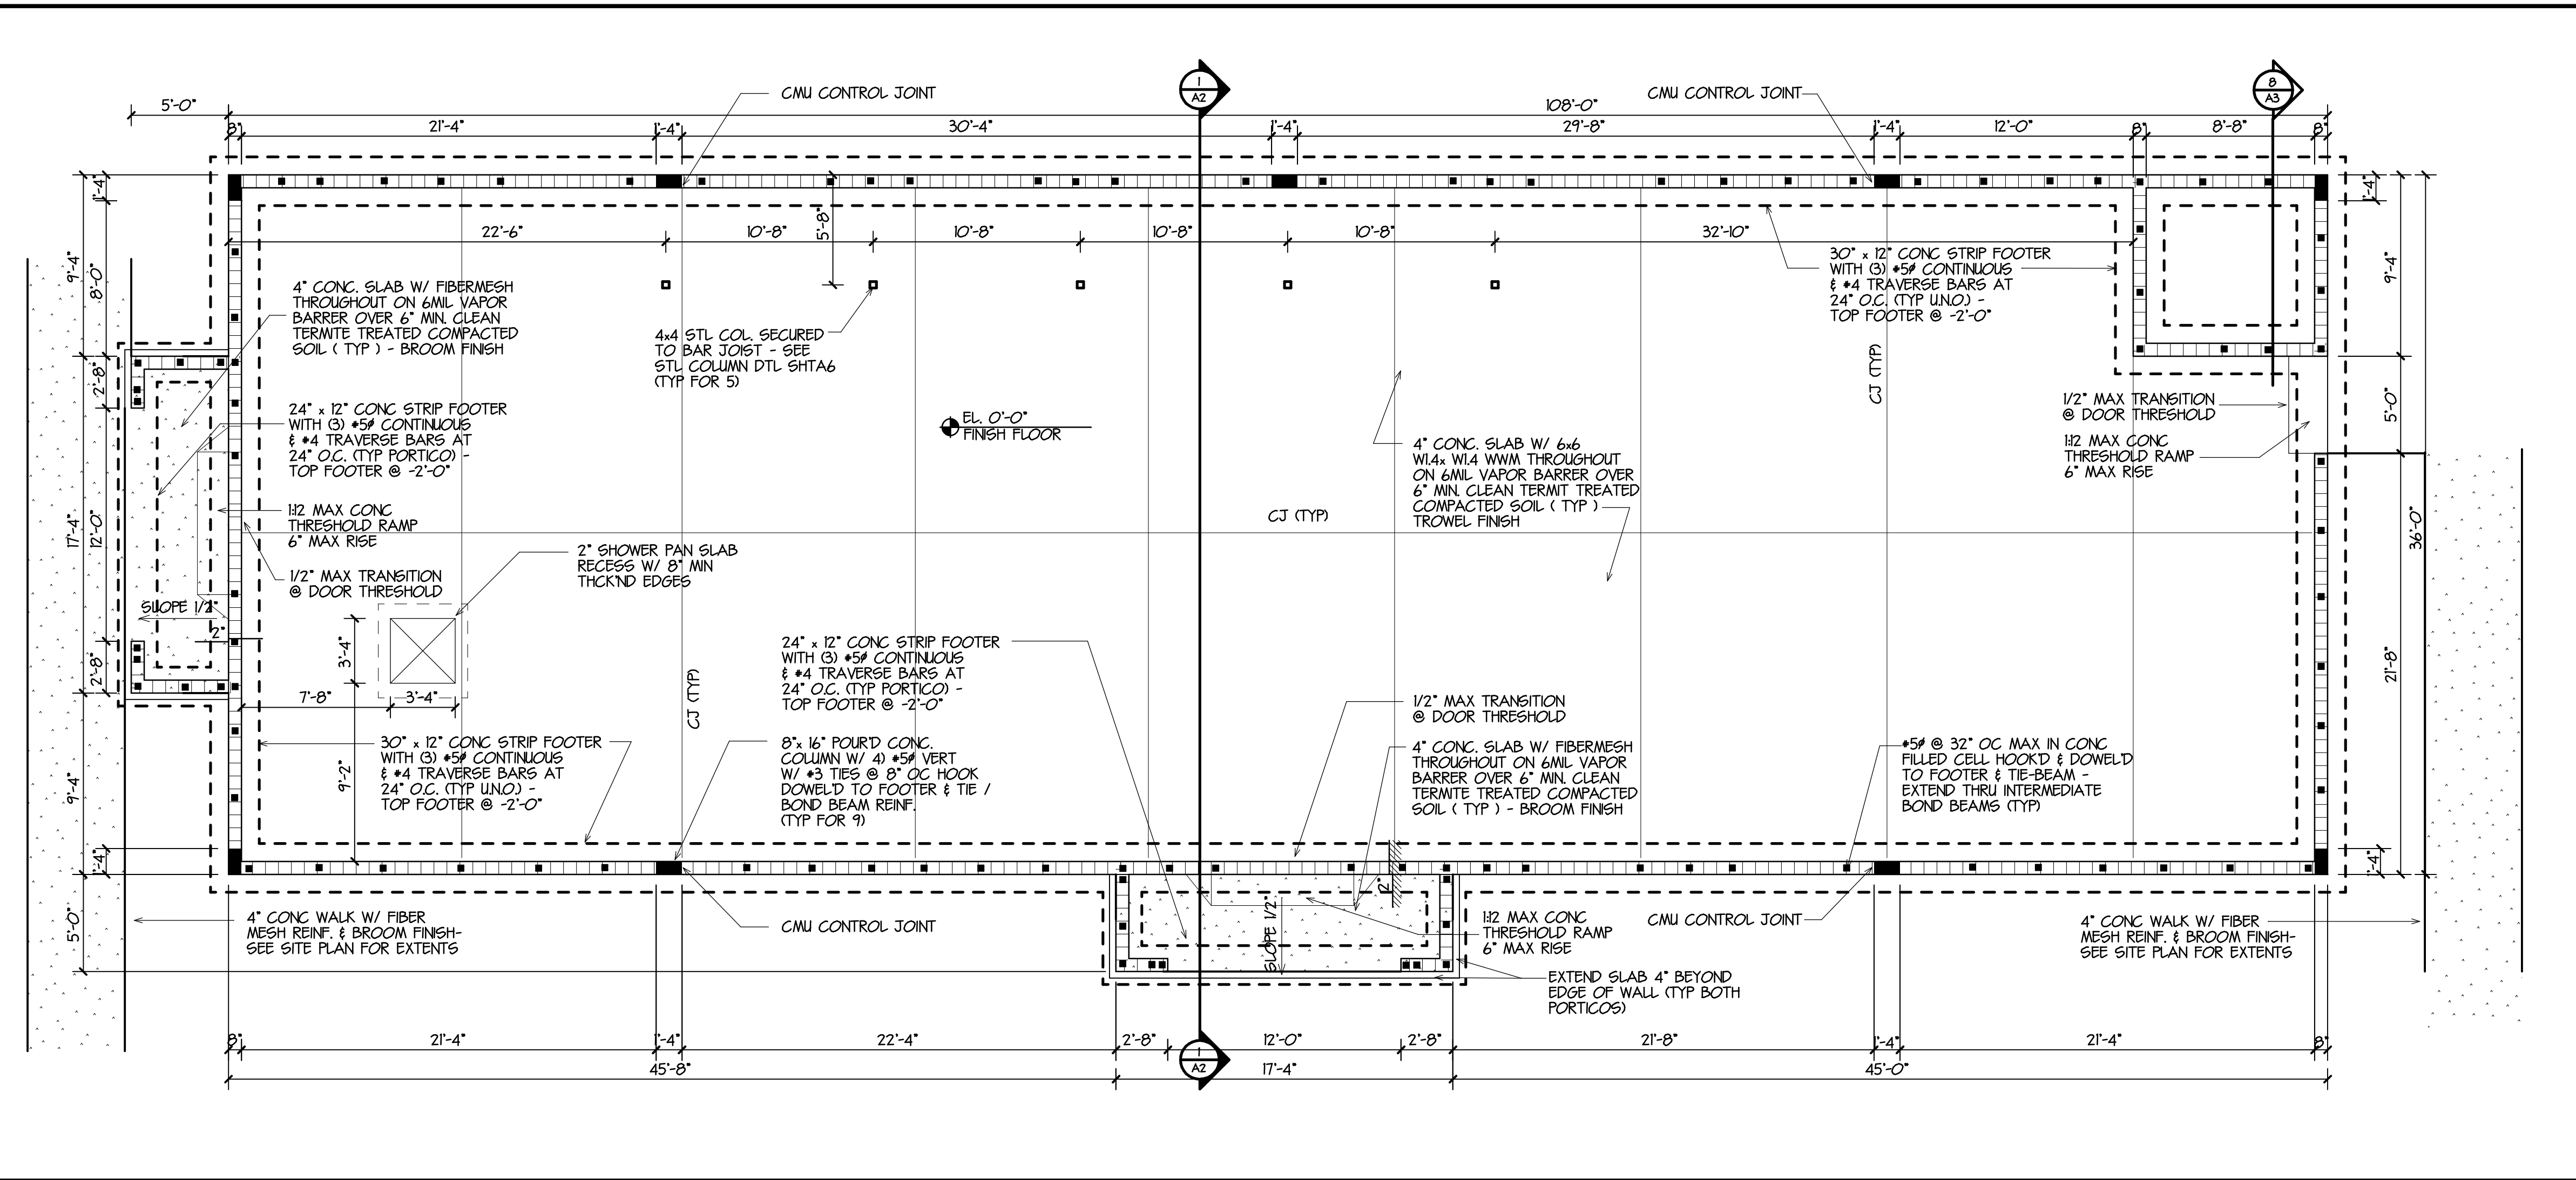 CMU CONTROL JOINT
1
A2
CMU CONTROL JOINT
8
A3
5'-0"
108'-0"
8"
21'-4"
1'-4"
30'-4"
1'-4"
29'-8"
1'-4"
12'-0"
8"
8'-8"
8"
1'-4"
9'-4"
8'-0"
2'-8"
17'-4"
12'-0"
2'-8"
9'-4"
1'-4"
5'-0"
22'-6"
10'-8"
5'-8"
10'-8"
10'-8"
10'-8"
32'-10"
1'-4"
9'-4"
5'-0"
36'-0"
21'-8"
1'-4"
4" CONC. SLAB W/ FIBERMESH
THROUGHOUT ON 6MIL VAPOR
BARRER OVER 6" MIN. CLEAN
TERMITE TREATED COMPACTED
SOIL ( TYP ) - BROOM FINISH
4x4 STL COL. SECURED
TO BAR JOIST - SEE
STL COLUMN DTL SHTA6
(TYP FOR 5)
30" x 12" CONC STRIP FOOTER
WITH (3) #5Ø CONTINUOUS
& #4 TRAVERSE BARS AT
24" O.C. (TYP U.N.O.) -
TOP FOOTER @ -2'-0"
CJ (TYP)
24" x 12" CONC STRIP FOOTER
WITH (3) #5Ø CONTINUOUS
& #4 TRAVERSE BARS AT
24" O.C. (TYP PORTICO) -
TOP FOOTER @ -2'-0"
EL. 0'-0"
FINISH FLOOR
4" CONC. SLAB W/ 6x6
W1.4x W1.4 WWM THROUGHOUT
ON 6MIL VAPOR BARRER OVER
6" MIN. CLEAN TERMIT TREATED
COMPACTED SOIL ( TYP )
TROWEL FINISH
1/2" MAX TRANSITION
@ DOOR THRESHOLD
1:12 MAX CONC
THRESHOLD RAMP
6" MAX RISE
1:12 MAX CONC
THRESHOLD RAMP
6" MAX RISE
CJ (TYP)
1/2" MAX TRANSITION
@ DOOR THRESHOLD
2" SHOWER PAN SLAB
RECESS W/ 8" MIN
THCK'ND EDGES
SLOPE 1/2"
2"
3'-4"
7'-8"
3'-4"
9'-2"
CJ (TYP)
24" x 12" CONC STRIP FOOTER
WITH (3) #5Ø CONTINUOUS
& #4 TRAVERSE BARS AT
24" O.C. (TYP PORTICO) -
TOP FOOTER @ -2'-0"
1/2" MAX TRANSITION
@ DOOR THRESHOLD
30" x 12" CONC STRIP FOOTER
WITH (3) #5Ø CONTINUOUS
& #4 TRAVERSE BARS AT
24" O.C. (TYP U.N.O.) -
TOP FOOTER @ -2'-0"
8"x 16" POUR'D CONC.
COLUMN W/ 4) #5Ø VERT
W/ #3 TIES @ 8" OC HOOK
DOWEL'D TO FOOTER & TIE /
BOND BEAM REINF.
(TYP FOR 9)
4" CONC. SLAB W/ FIBERMESH
THROUGHOUT ON 6MIL VAPOR
BARRER OVER 6" MIN. CLEAN
TERMITE TREATED COMPACTED
SOIL ( TYP ) - BROOM FINISH
#5Ø @ 32" OC MAX IN CONC
FILLED CELL HOOK'D & DOWEL'D
TO FOOTER & TIE-BEAM -
EXTEND THRU INTERMEDIATE
BOND BEAMS (TYP)
2"
SLOPE 1/2"
4" CONC WALK W/ FIBER
MESH REINF. & BROOM FINISH-
SEE SITE PLAN FOR EXTENTS
CMU CONTROL JOINT
1:12 MAX CONC
THRESHOLD RAMP
6" MAX RISE
CMU CONTROL JOINT
4" CONC WALK W/ FIBER
MESH REINF. & BROOM FINISH-
SEE SITE PLAN FOR EXTENTS
EXTEND SLAB 4" BEYOND
EDGE OF WALL (TYP BOTH
PORTICOS)
8"
21'-4"
1'-4"
22'-4"
2'-8"
1
A2
12'-0"
2'-8"
21'-8"
1'-4"
21'-4"
8"
45'-8"
17'-4"
45'-0"